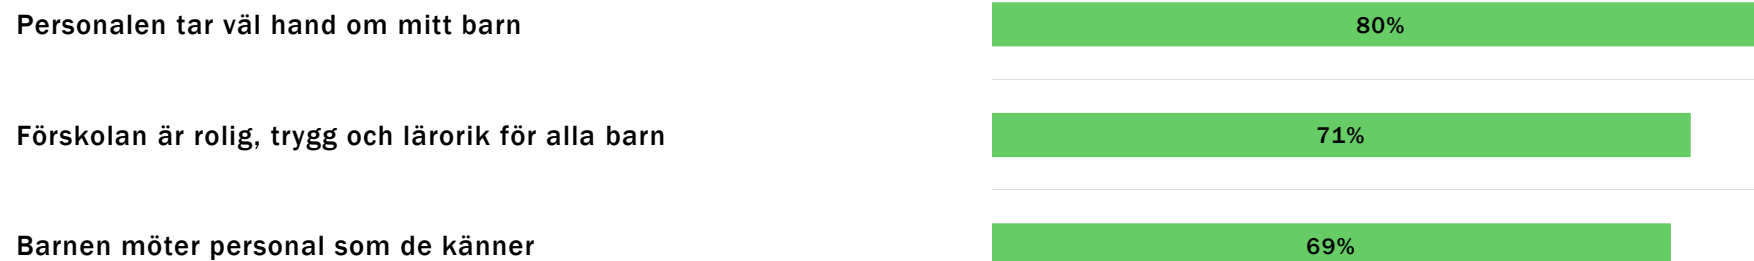 Personalen tar väl hand om mitt barn 80%
Förskolan är rolig, trygg och lärorik för alla barn 71%
Barnen möter personal som de känner 69%